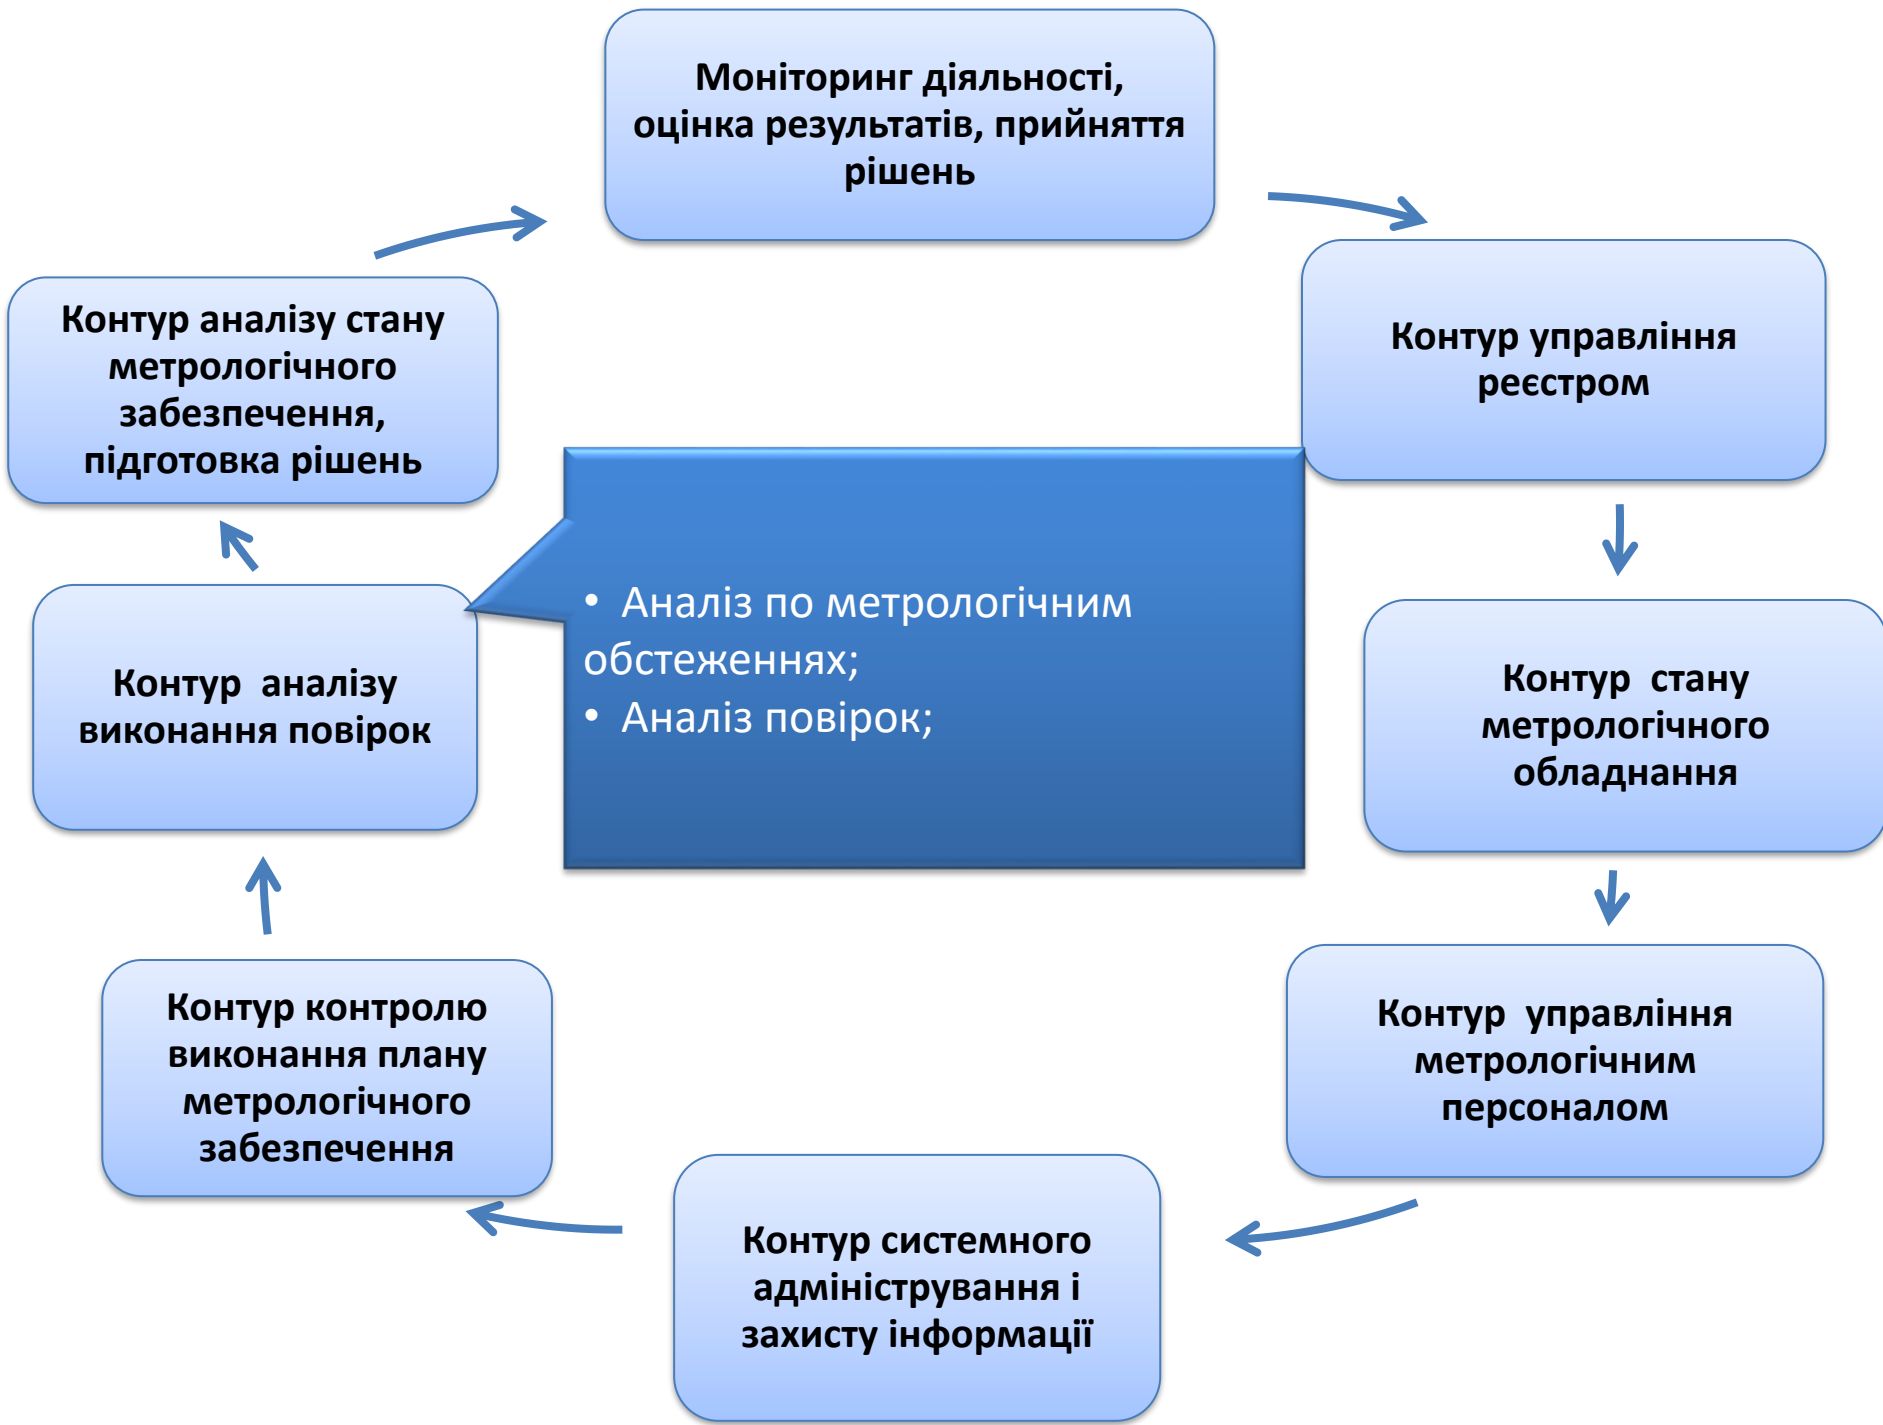 Моніторинг діяльності,
оцінка результатів, прийняття
рішень
Контур управління
реєстром
Контур стану
метрологічного
обладнання
Контур управління
метрологічним
персоналом
Контур системного
адміністрування і
захисту інформації
Контур контролю
виконання плану
метрологічного
забезпечення
Контур аналізу
виконання повірок
Контур аналізу стану
метрологічного
забезпечення,
підготовка рішень
• Аналіз по метрологічним
обстеженнях;
• Аналіз повірок;